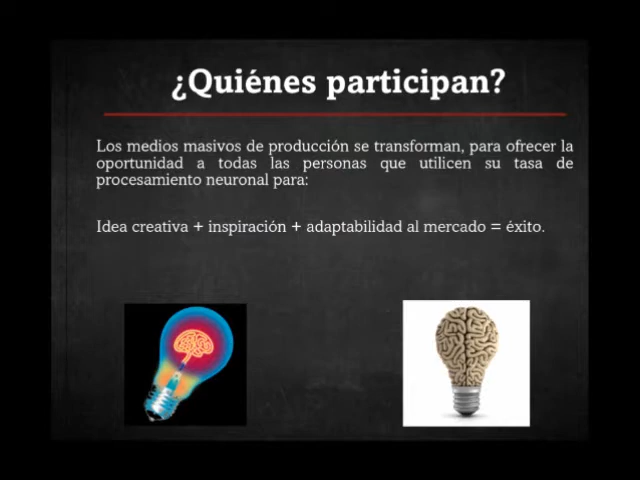 ¿Quiénes participan?
Los medios masivos de producción se transforman, para ofrecer la
oportunidad a todas las personas que utilicen su tasa de
procesamiento neuronal para:
Idea creativa + inspiración + adaptabilidad al mercado = éxito.